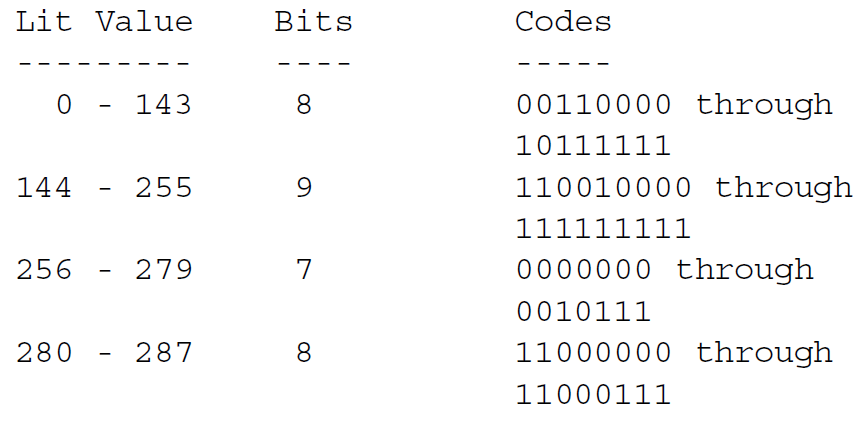 Lit Value    Bits        Codes
---------    ----        -----
  0 - 143     8          00110000 through
                         10111111
144 - 255     9          110010000 through
                         111111111
256 - 279     7          0000000 through
                         0010111
280 - 287     8          11000000 through
                         11000111